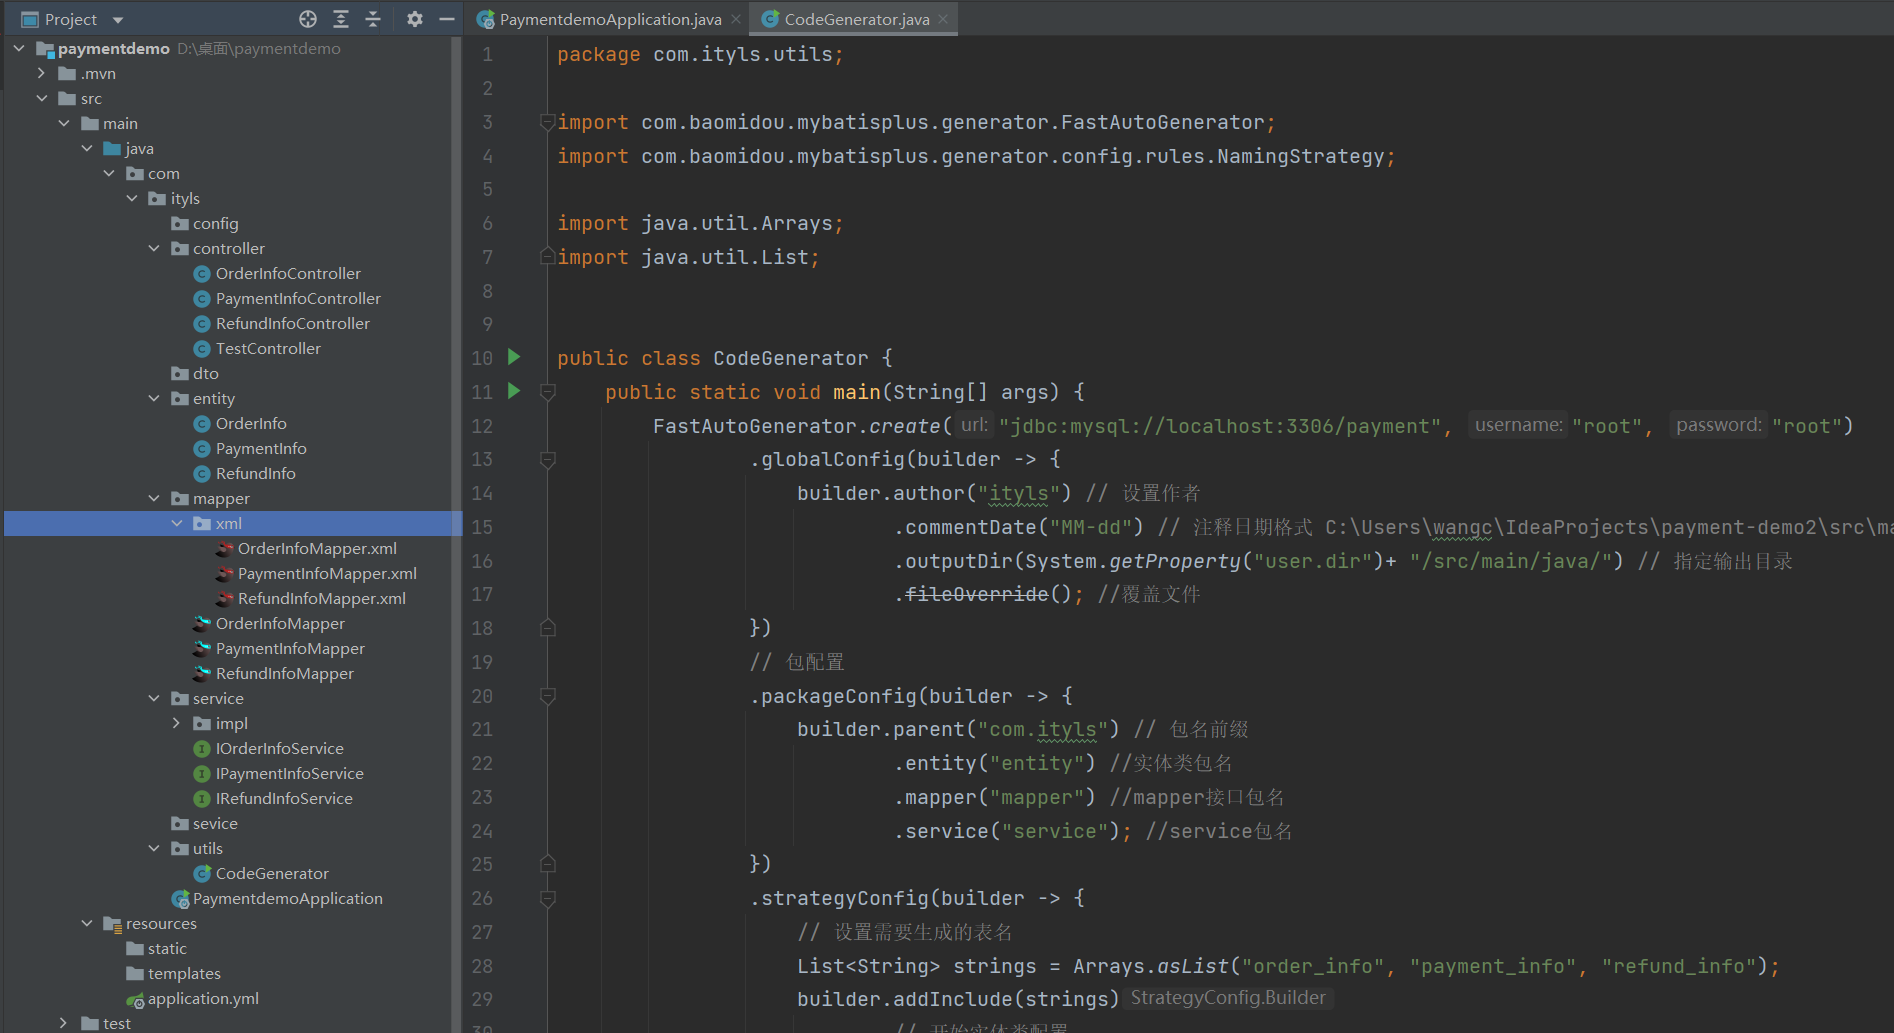 Project
PaymentdemoApplication.java
CodeGenerator.java
paymentdemo D:\桌面\paymentdemo
.mvn
src
main
java
com
ityls
config
controller
OrderInfoController
PaymentInfoController
RefundInfoController
TestController
dto
entity
OrderInfo
PaymentInfo
RefundInfo
mapper
xml
OrderInfoMapper.xml
PaymentInfoMapper.xml
RefundInfoMapper.xml
OrderInfoMapper
PaymentInfoMapper
RefundInfoMapper
service
impl
IOrderInfoService
IPaymentInfoService
IRefundInfoService
sevice
utils
CodeGenerator
PaymentdemoApplication
resources
static
templates
application.yml
test
1 package com.ityls.utils;
2
3 import com.baomidou.mybatisplus.generator.FastAutoGenerator;
4 import com.baomidou.mybatisplus.generator.config.rules.NamingStrategy;
5
6 import java.util.Arrays;
7 import java.util.List;
8
9
10 public class CodeGenerator {
11 public static void main(String[] args) {
12 FastAutoGenerator.create( url: "jdbc:mysql://localhost:3306/payment", username: "root", password: "root")
13 .globalConfig(builder -> {
14 builder.author("ityls") // 设置作者
15 .commentDate("MM-dd") // 注释日期格式 C:\Users\wangc\IdeaProjects\payment-demo2\src\ma
16 .outputDir(System.getProperty("user.dir")+ "/src/main/java/") // 指定输出目录
17 .fileOverride(); //覆盖文件
18 })
19 // 包配置
20 .packageConfig(builder -> {
21 builder.parent("com.ityls") // 包名前缀
22 .entity("entity") //实体类包名
23 .mapper("mapper") //mapper接口包名
24 .service("service"); //service包名
25 })
26 .strategyConfig(builder -> {
27 // 设置需要生成的表名
28 List<String> strings = Arrays.asList("order_info", "payment_info", "refund_info");
29 builder.addInclude(strings) StrategyConfig.Builder
30 // 开始实体类配置